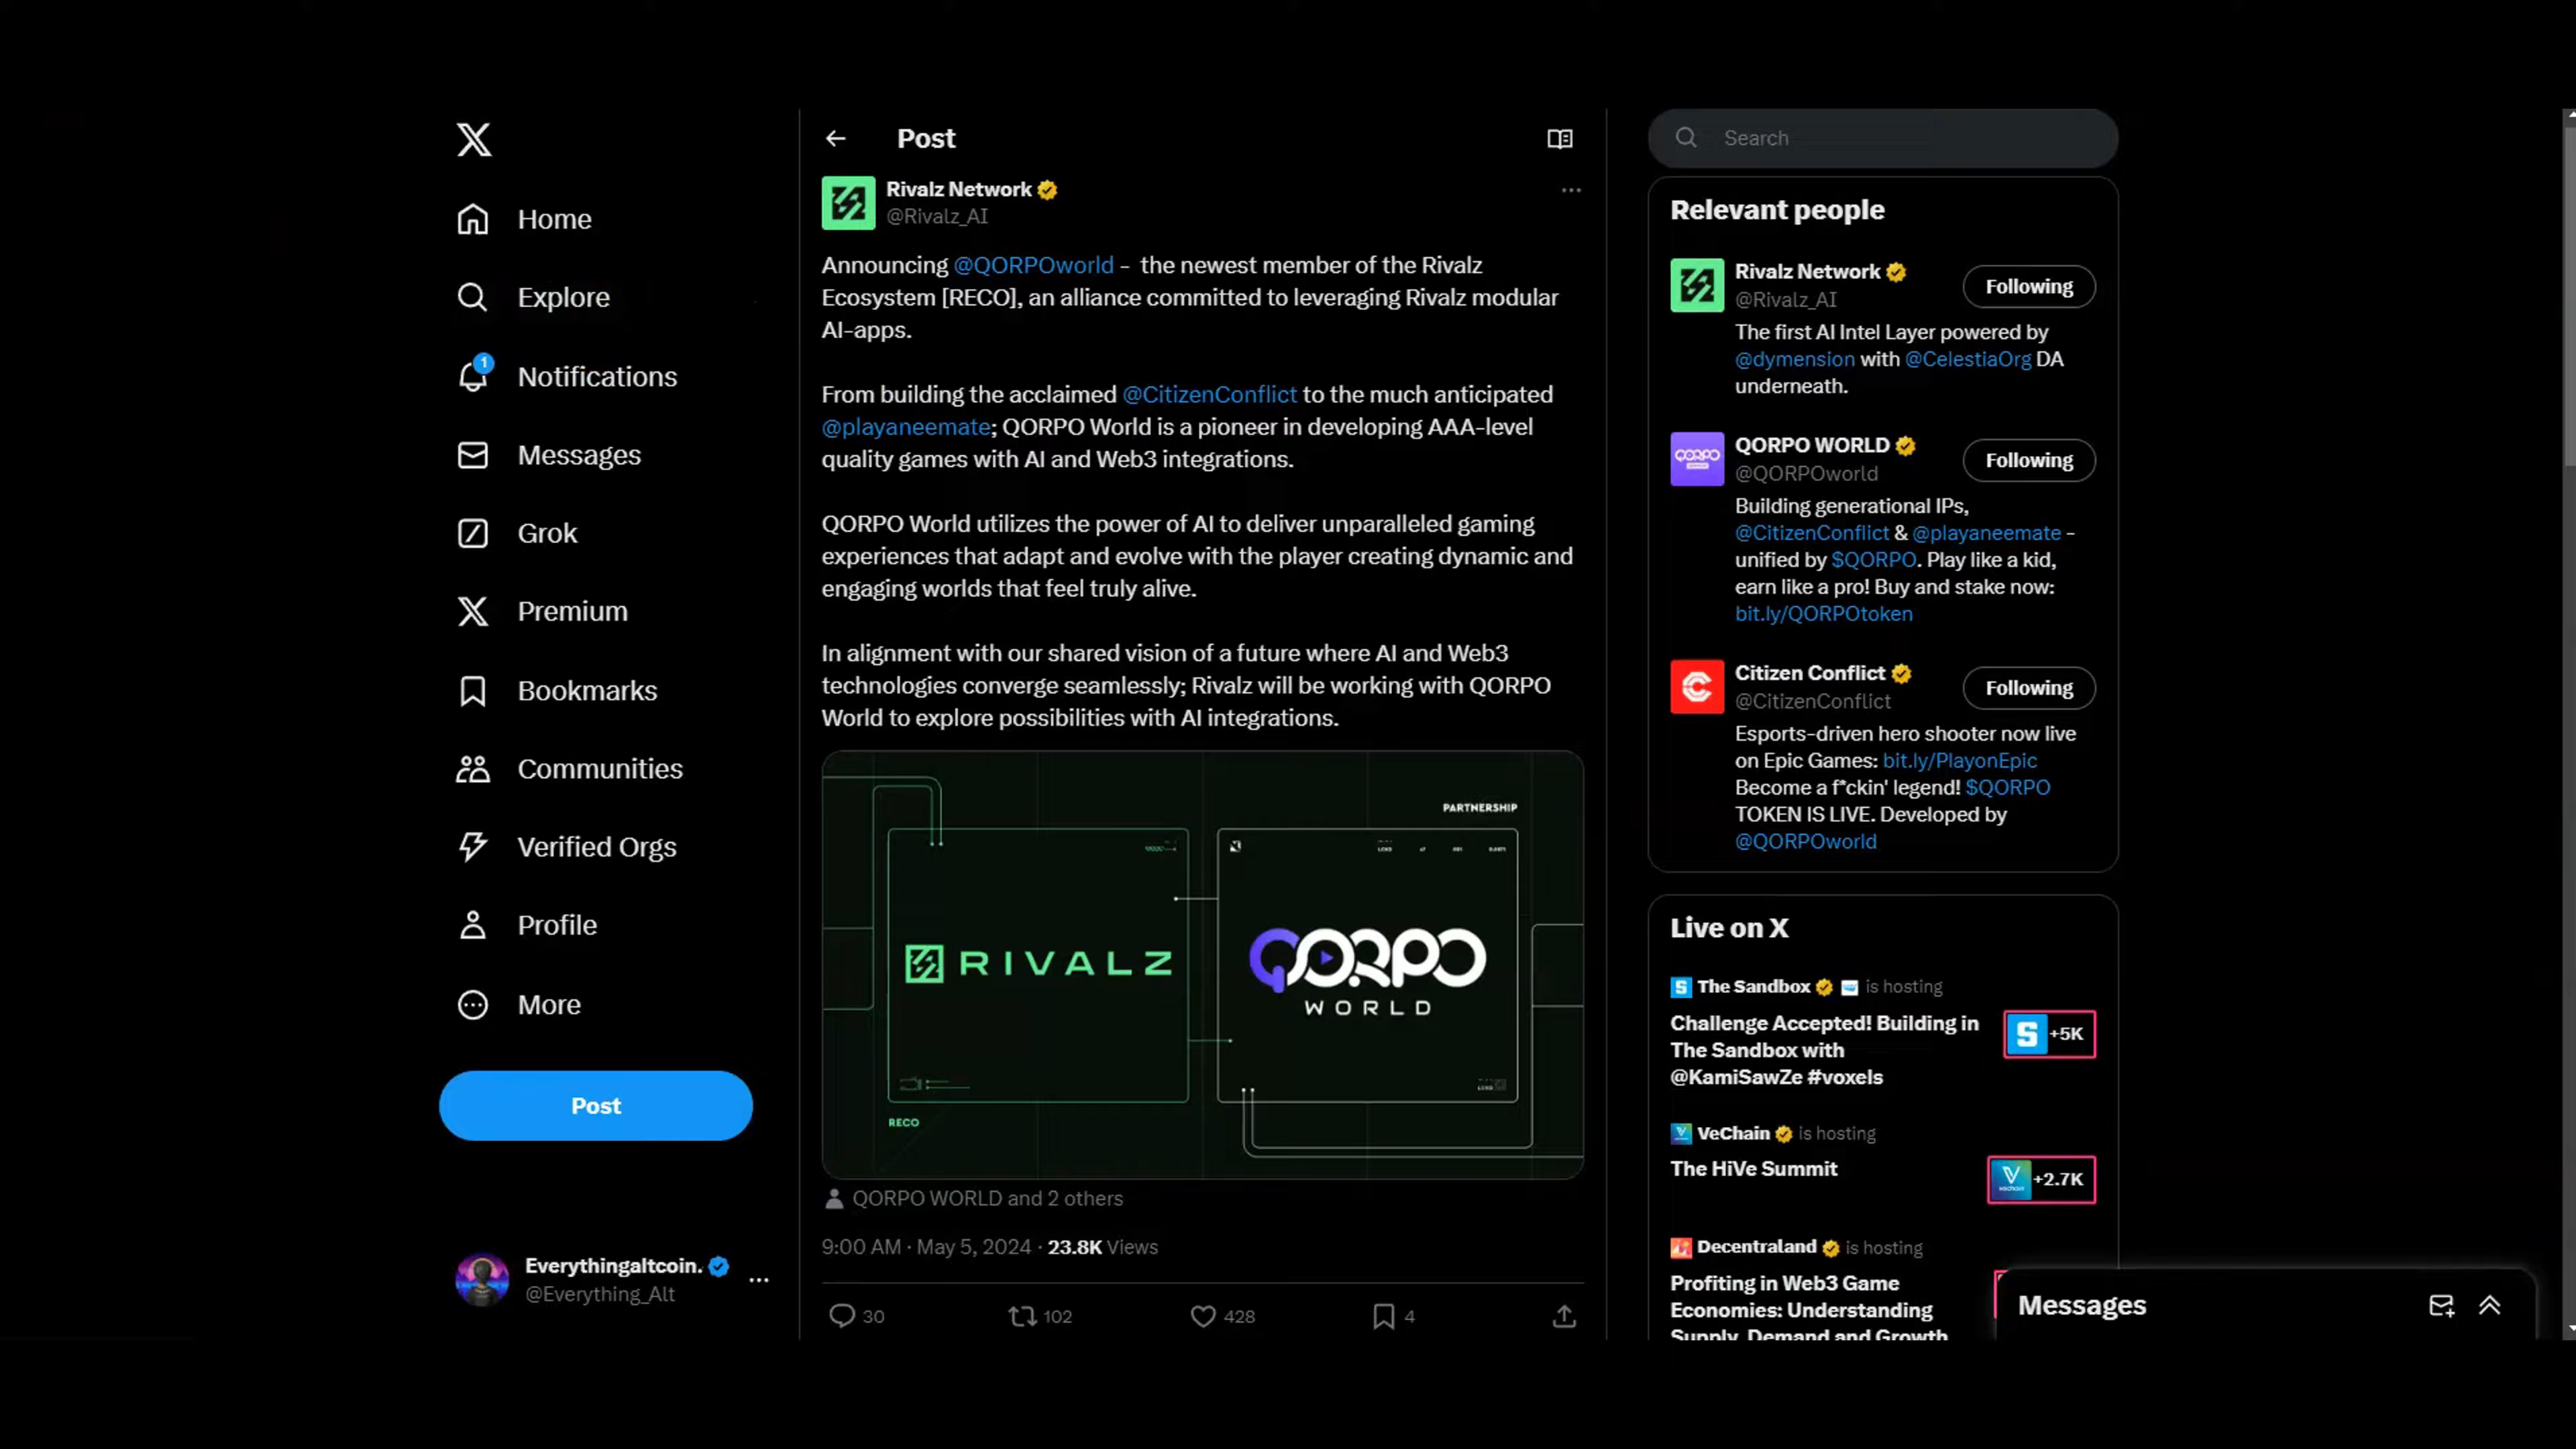 Home
Explore
1
Notifications
Messages
Grok
Premium
Bookmarks
Communities
Verified Orgs
Profile
More
Post
Everythingaltcoin.
@Everything_Alt
Post
Rivalz Network
@Rivalz_AI
Announcing @QORPOworld - the newest member of the Rivalz
Ecosystem [RECO], an alliance committed to leveraging Rivalz modular
AI-apps.
From building the acclaimed @CitizenConflict to the much anticipated
@playaneemate; QORPO World is a pioneer in developing AAA-level
quality games with AI and Web3 integrations.
QORPO World utilizes the power of AI to deliver unparalleled gaming
experiences that adapt and evolve with the player creating dynamic and
engaging worlds that feel truly alive.
In alignment with our shared vision of a future where AI and Web3
technologies converge seamlessly; Rivalz will be working with QORPO
World to explore possibilities with AI integrations.
PARTNERSHIP
RIVALZ
QORPO
WORLD
RECO
QORPO WORLD and 2 others
9:00 AM · May 5, 2024 · 23.8K Views
30
102
428
4
Search
Relevant people
Rivalz Network
@Rivalz_AI
Following
The first AI Intel Layer powered by
@dymension with @CelestiaOrg DA
underneath.
QORPO
QORPO WORLD
@QORPOworld
Following
Building generational IPs,
@CitizenConflict & @playaneemate -
unified by $QORPO. Play like a kid,
earn like a pro! Buy and stake now:
bit.ly/QORPOtoken
Citizen Conflict
@CitizenConflict
Following
Esports-driven hero shooter now live
on Epic Games: bit.ly/PlayonEpic
Become a f*ckin' legend! $QORPO
TOKEN IS LIVE. Developed by
@QORPOworld
Live on X
The Sandbox is hosting
Challenge Accepted! Building in
The Sandbox with
@KamiSawZe #voxels
+5K
VeChain is hosting
The HiVe Summit
+2.7K
Decentraland is hosting
Profiting in Web3 Game
Economies: Understanding
Supply, Demand and Growth
Messages